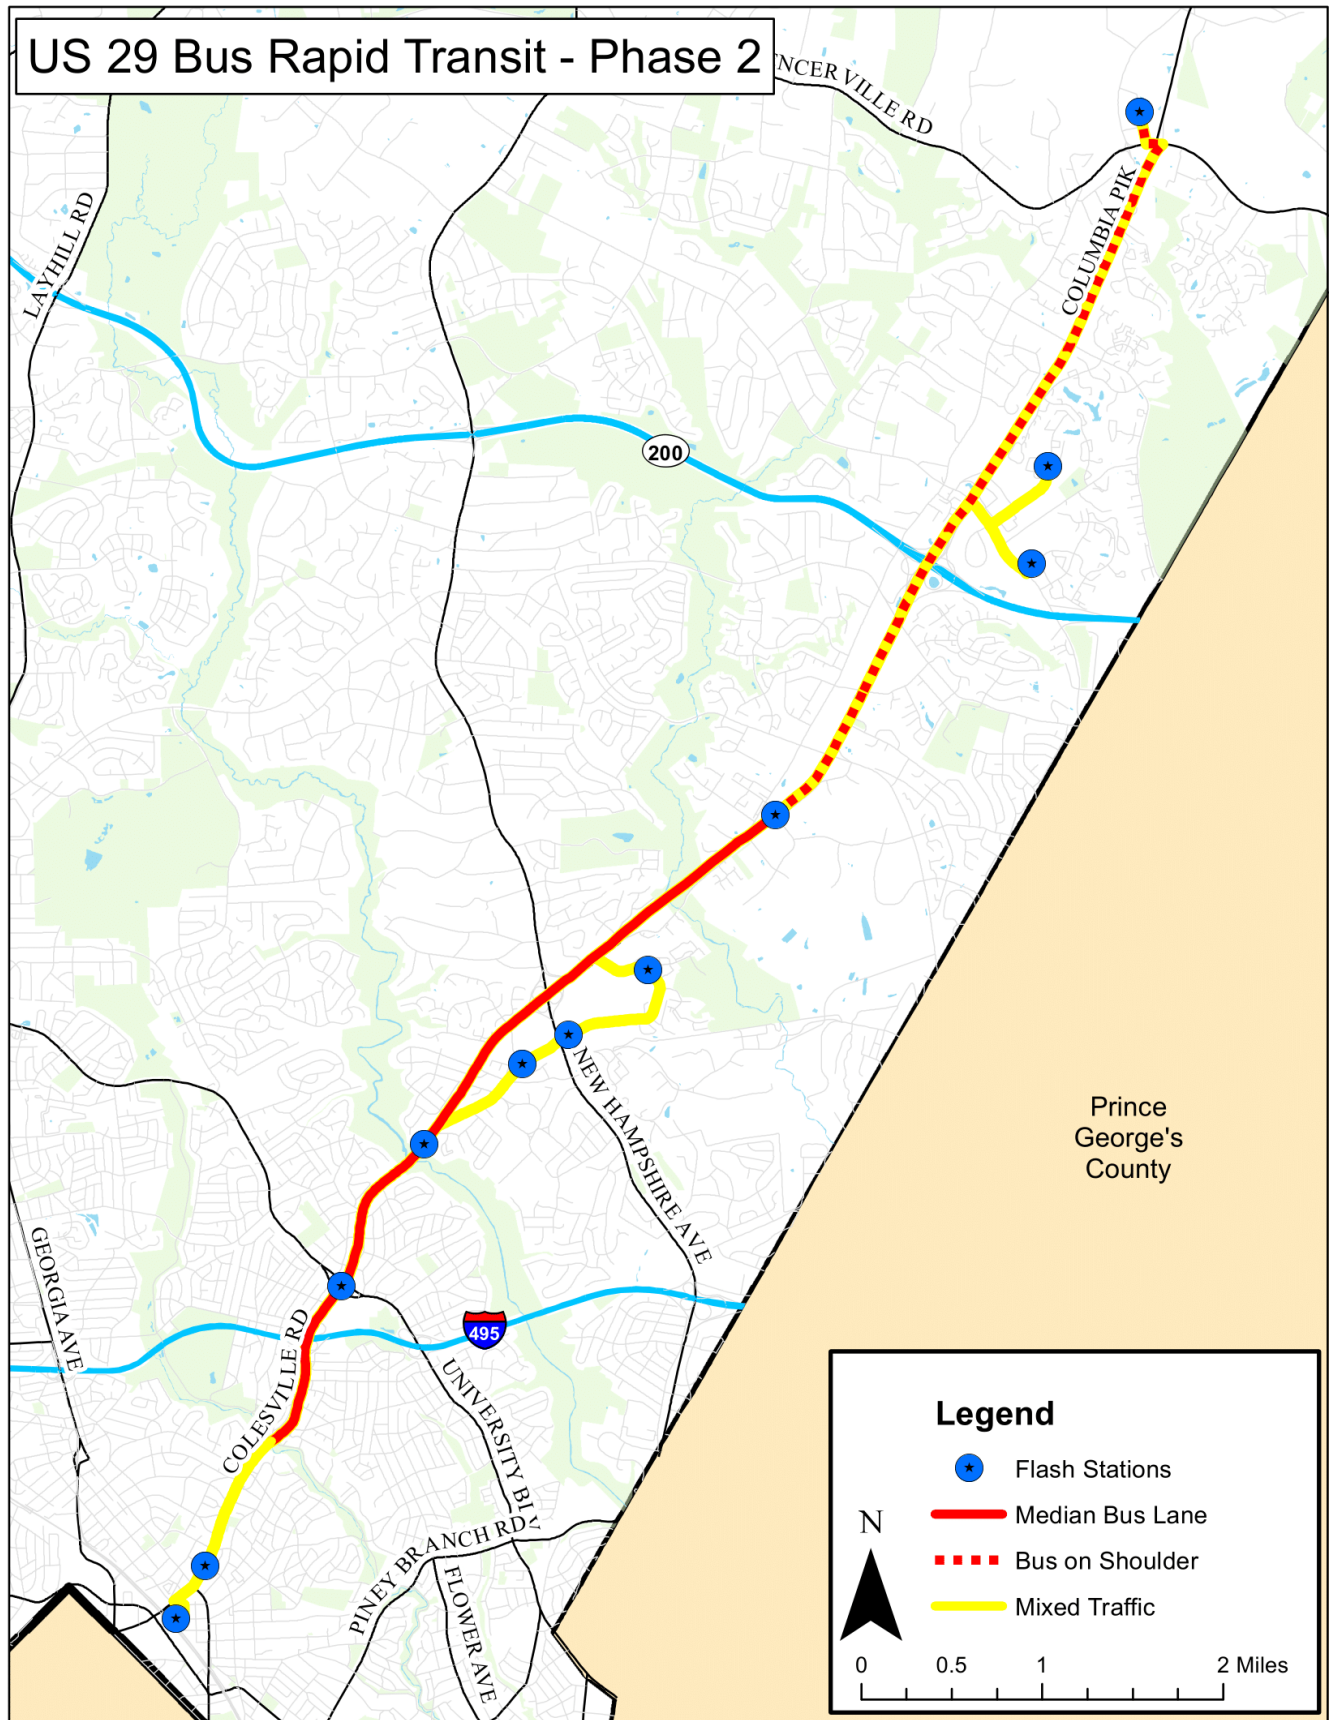 US 29 Bus Rapid Transit - Phase 2
NCERVILLE RD
LAYHILL RD
COLUMBIA PIK
200
NEW HAMPSHIRE AVE
Prince
George's
County
GEORGIA AVE
COLESVILLE RD
495
UNIVERSITY BLV
PINEY BRANCH RD
FLOWER AVE
Legend
Flash Stations
Median Bus Lane
Bus on Shoulder
Mixed Traffic
N
0 0.5 1 2 Miles